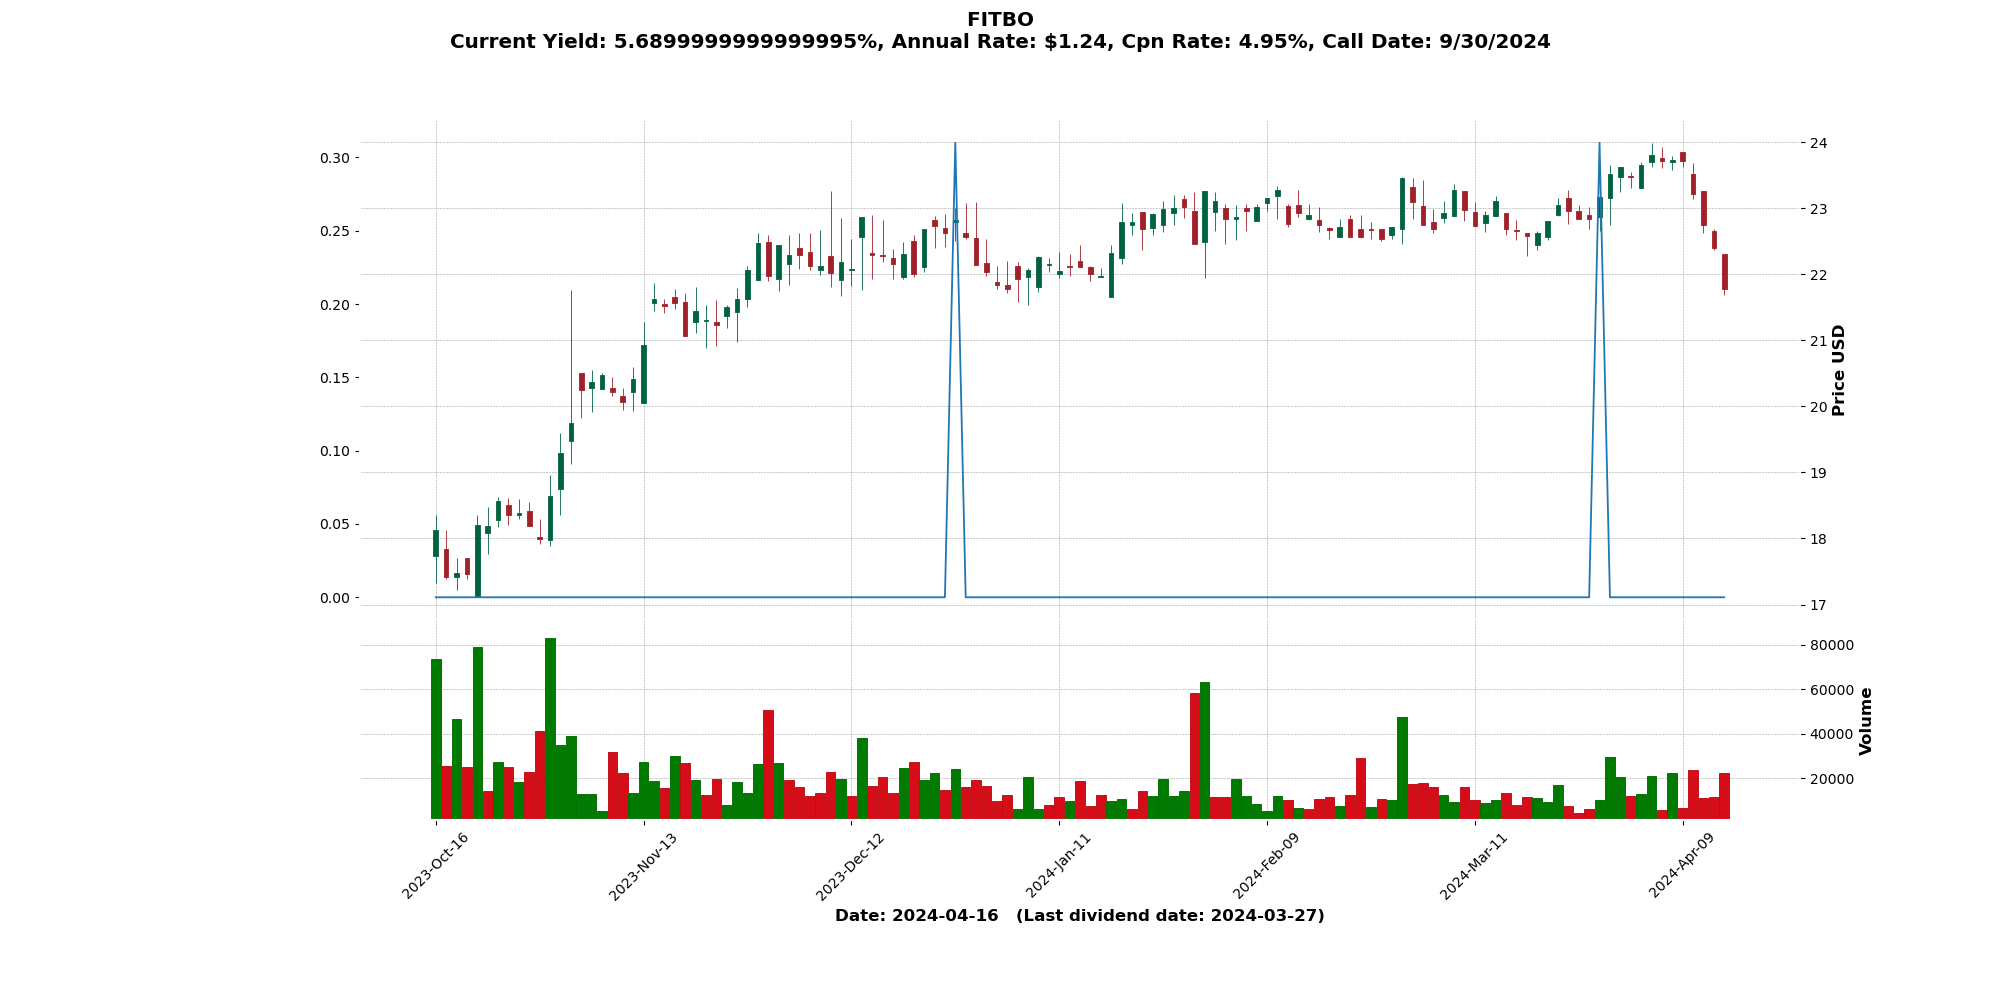 FITBO
Current Yield: 5.6899999999999995%, Annual Rate: $1.24, Cpn Rate: 4.95%, Call Date: 9/30/2024
0.30
0.25
0.20
0.15
0.10
0.05
0.00
24
23
22
21
20
19
18
17
Price USD
80000
60000
40000
20000
Volume
2023-Oct-16
2023-Nov-13
2023-Dec-12
2024-Jan-11
2024-Feb-09
2024-Mar-11
2024-Apr-09
Date: 2024-04-16 (Last dividend date: 2024-03-27)